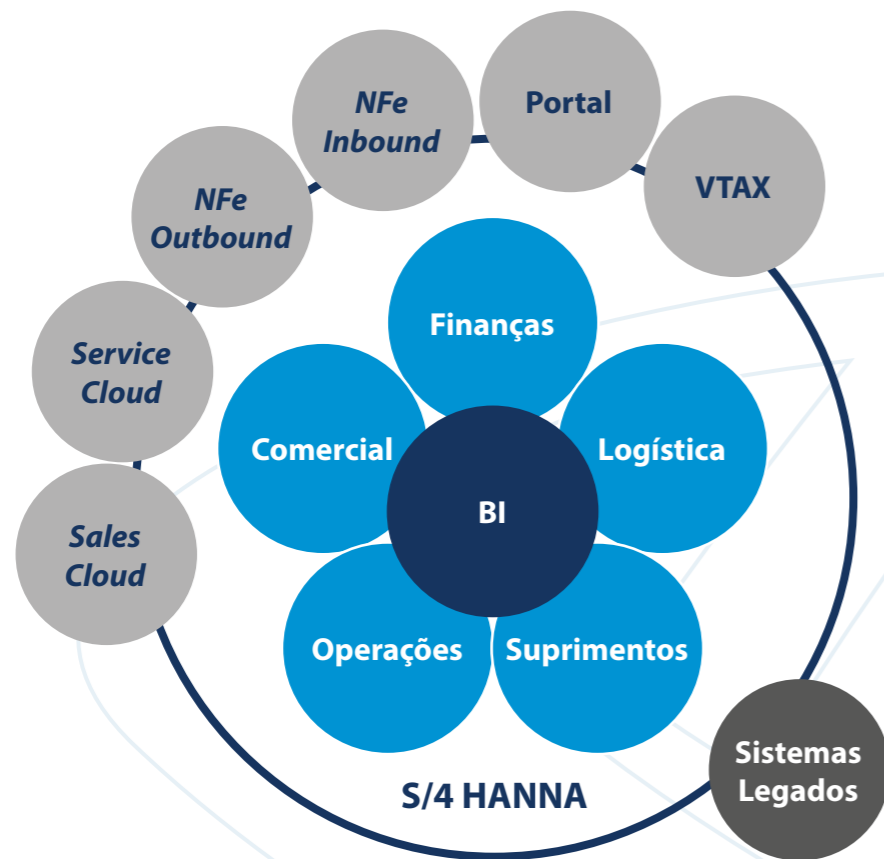 NFe
Inbound
Portal
VTAX
NFe
Outbound
Service
Cloud
Sales
Cloud
Finanças
Comercial
Logística
BI
Operações
Suprimentos
S/4 HANNA
Sistemas
Legados